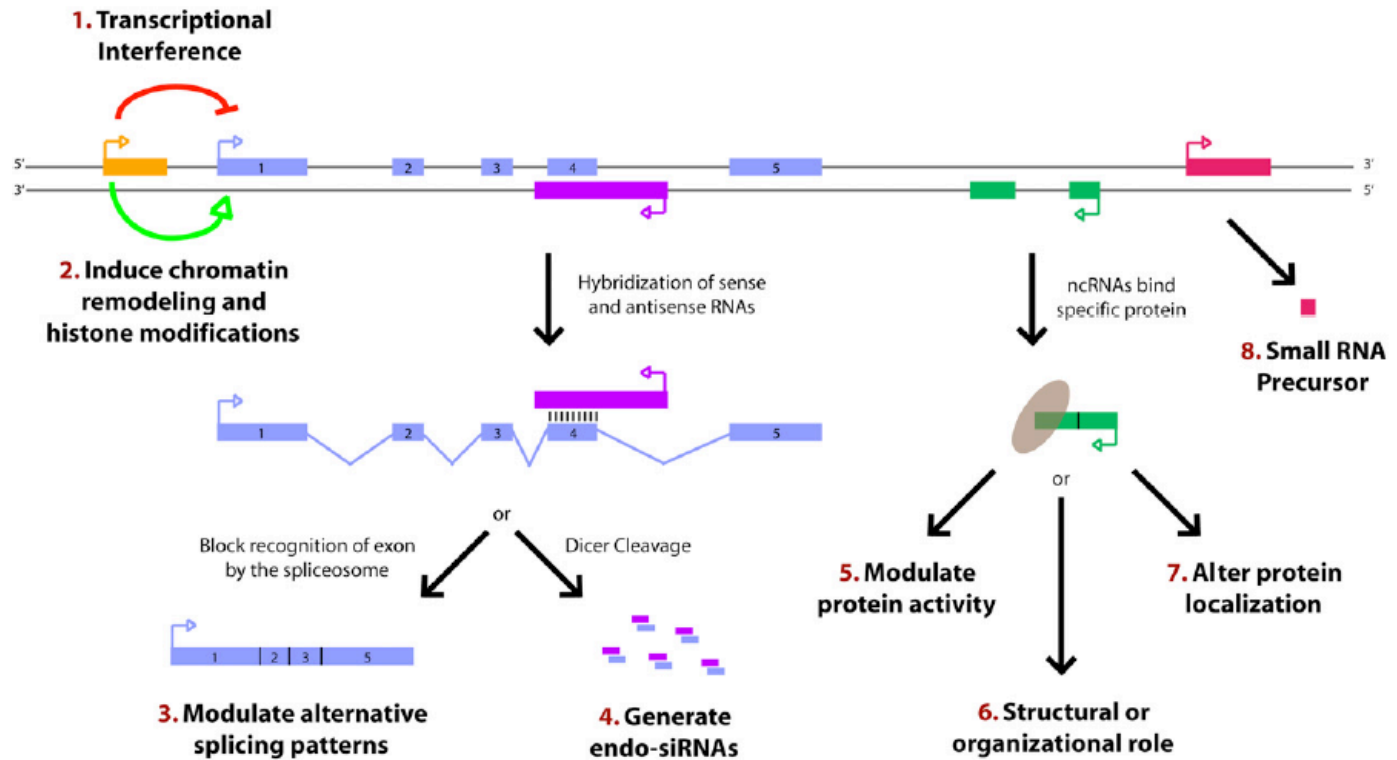 1. Transcriptional
Interference
5'
3'
1
2
3
4
5
3'
5'
2. Induce chromatin
remodeling and
histone modifications
Hybridization of sense
and antisense RNAs
ncRNAs bind
specific protein
8. Small RNA
Precursor
1
2
3
4
5
or
or
Block recognition of exon
by the spliceosome
Dicer Cleavage
5. Modulate
protein activity
7. Alter protein
localization
1
2
3
5
3. Modulate alternative
splicing patterns
4. Generate
endo-siRNAs
6. Structural or
organizational role